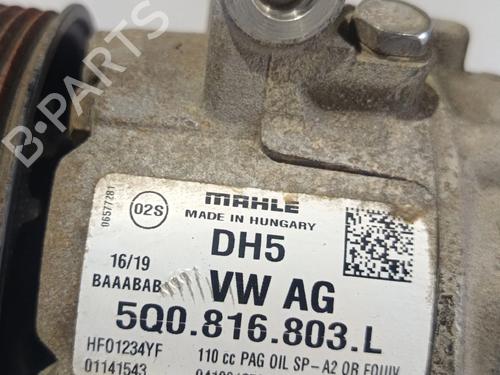 B-PARTS
06577281
02S
MAHLE
MADE IN HUNGARY
DH5
16/19
BAAABAB
VW AG
5Q0.816.803.L
HFO1234YF
110 cc PAG OIL SP-A2 OR EQUIV
01141543